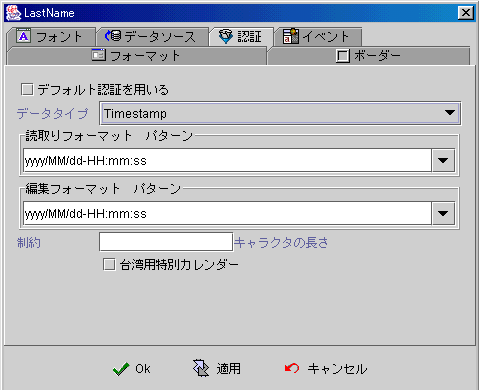 LastName
フォント データソース 認証 イベント
フォーマット ボーダー
デフォルト認証を用いる
データタイプ Timestamp
読取りフォーマット パターン
yyyy/MM/dd-HH:mm:ss
編集フォーマット パターン
yyyy/MM/dd-HH:mm:ss
制約 キャラクタの長さ
台湾用特別カレンダー
Ok 適用 キャンセル